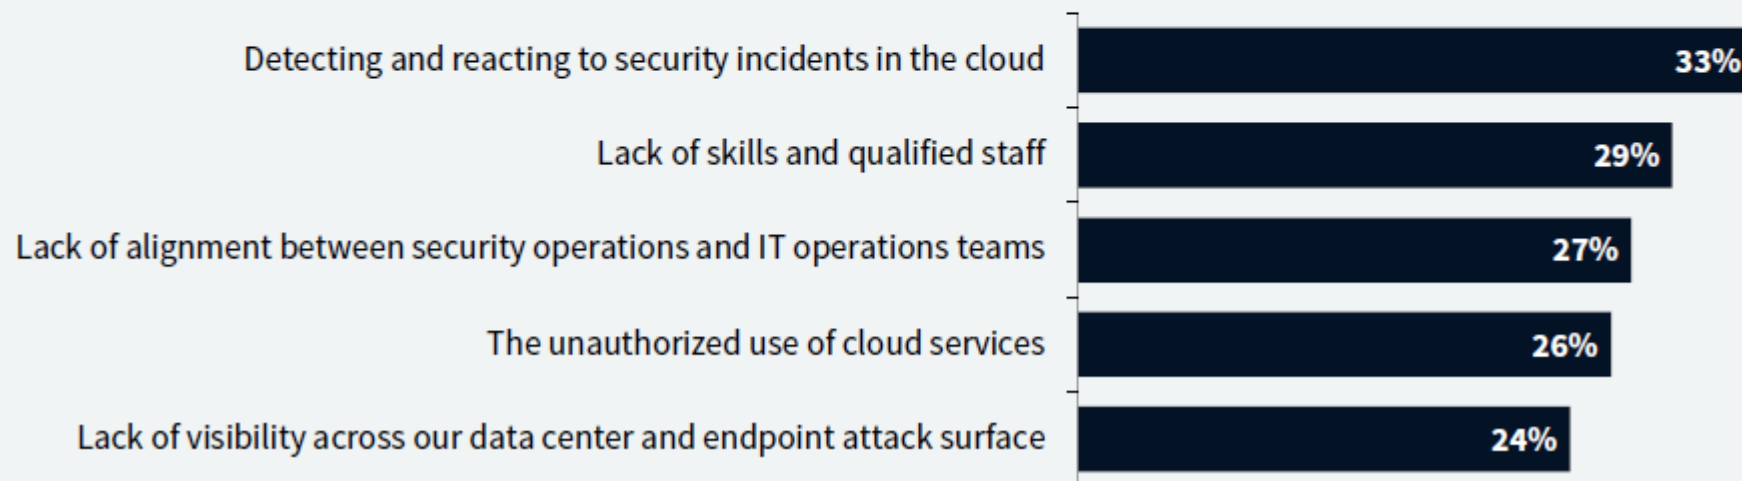 Detecting and reacting to security incidents in the cloud 33%
Lack of skills and qualified staff 29%
Lack of alignment between security operations and IT operations teams 27%
The unauthorized use of cloud services 26%
Lack of visibility across our data center and endpoint attack surface 24%